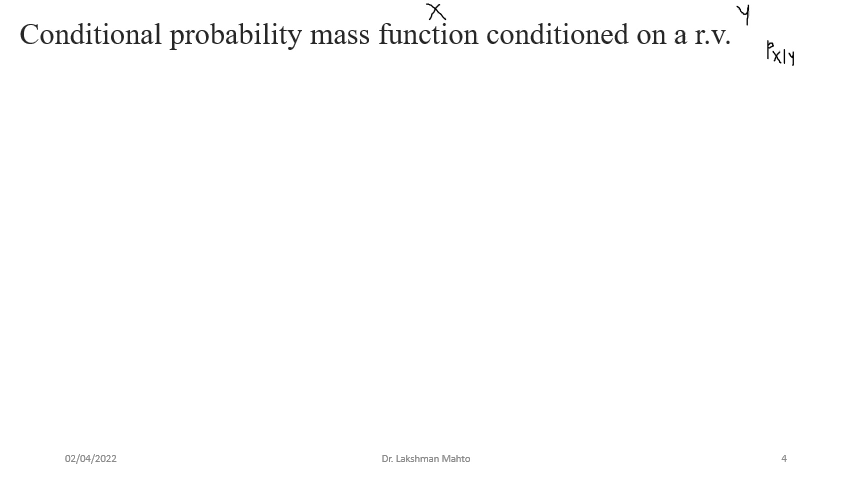 X Y
Conditional probability mass function conditioned on a r.v.
PX|Y
02/04/2022 Dr. Lakshman Mahto 4